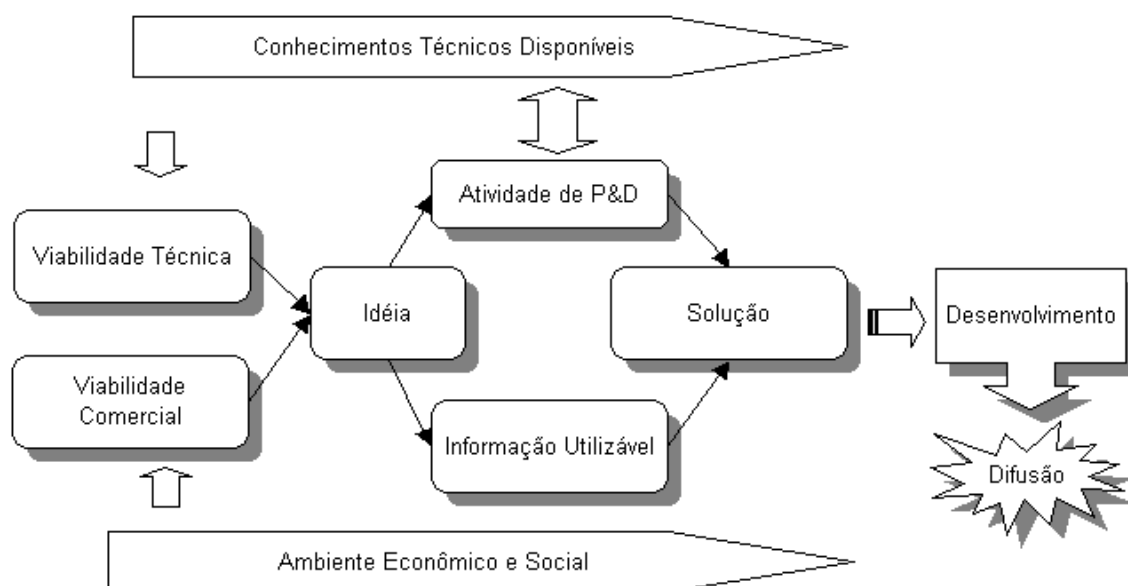 Conhecimentos Técnicos Disponíveis
Atividade de P&D
Viabilidade Técnica
Idéia
Solução
Desenvolvimento
Viabilidade
Comercial
Informação Utilizável
Difusão
Ambiente Econômico e Social